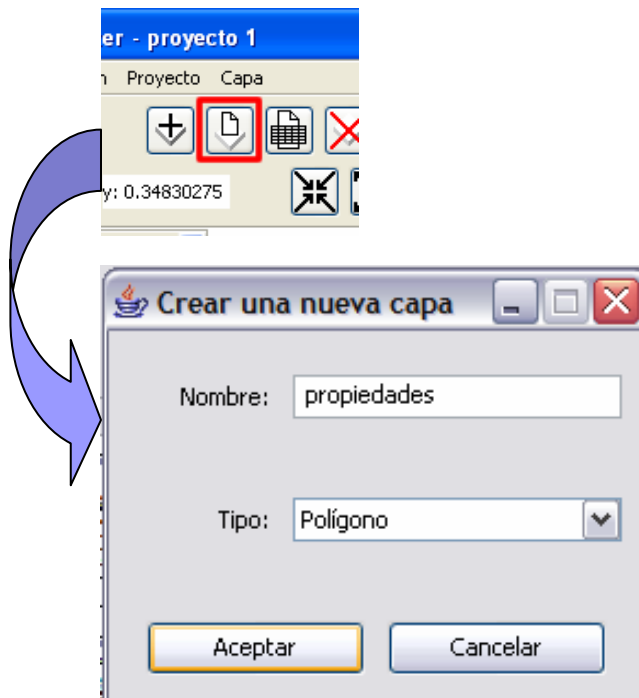 er - proyecto 1
n Proyecto Capa
y: 0.34830275
Crear una nueva capa
Nombre: propiedades
Tipo: Polígono
Aceptar Cancelar